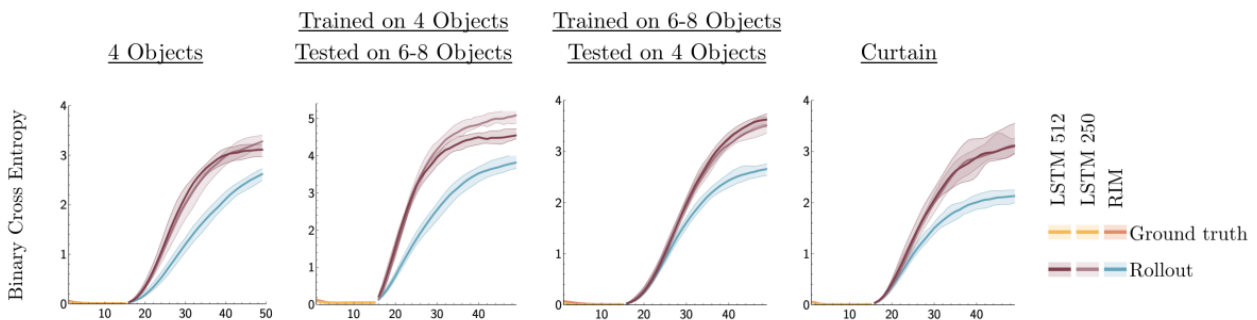 Trained on 4 Objects
Trained on 6-8 Objects
4 Objects
Tested on 6-8 Objects
Tested on 4 Objects
Curtain
Binary Cross Entropy
4
3
2
1
0
10 20 30 40 50
5
4
3
2
1
0
10 20 30 40
4
3
2
1
0
10 20 30 40
4
3
2
1
0
10 20 30 40
LSTM 512
LSTM 250
RIM
Ground truth
Rollout